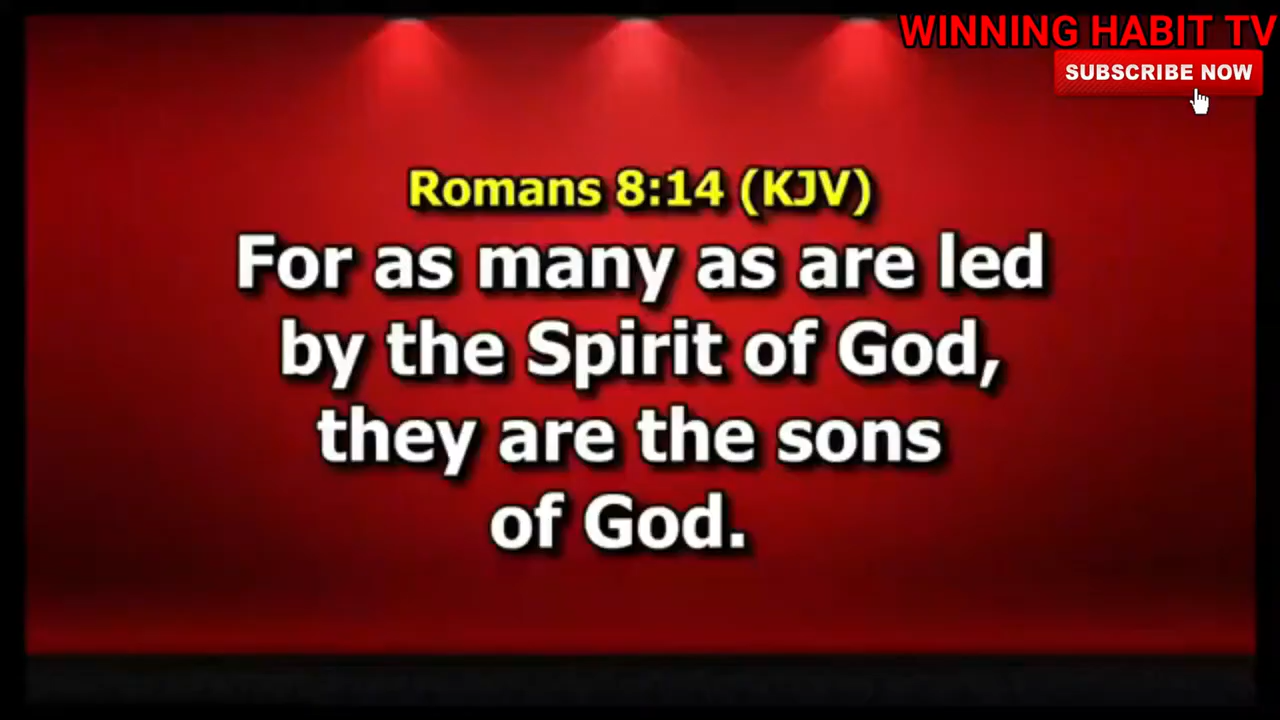 WINNING HABIT TV
SUBSCRIBE NOW
Romans 8:14 (KJV)
For as many as are led
by the Spirit of God,
they are the sons
of God.